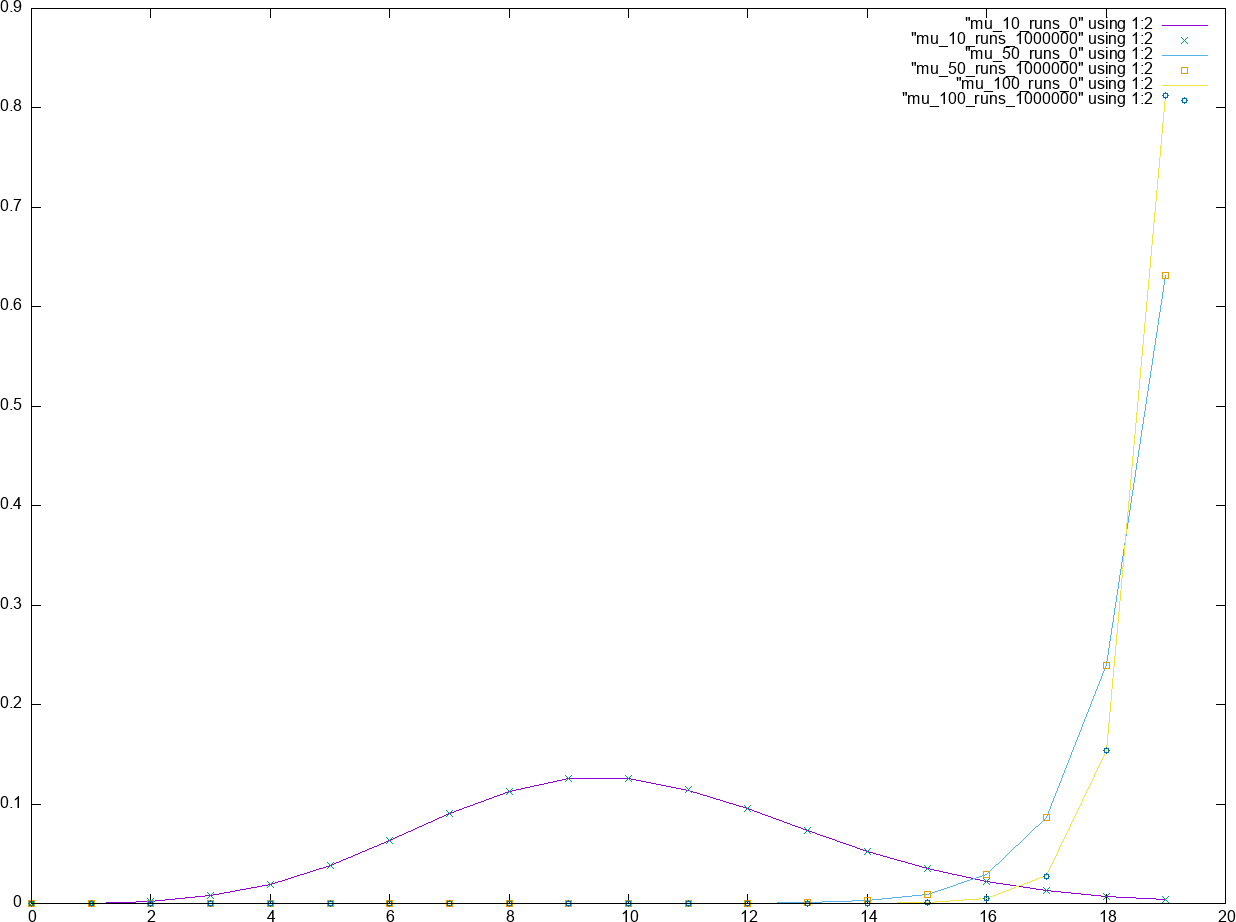 0.9
"mu_10_runs_0" using 1:2
"mu_10_runs_1000000" using 1:2
"mu_50_runs_0" using 1:2
"mu_50_runs_1000000" using 1:2
"mu_100_runs_0" using 1:2
"mu_100_runs_1000000" using 1:2
0.8
0.7
0.6
0.5
0.4
0.3
0.2
0.1
0
0 2 4 6 8 10 12 14 16 18 20